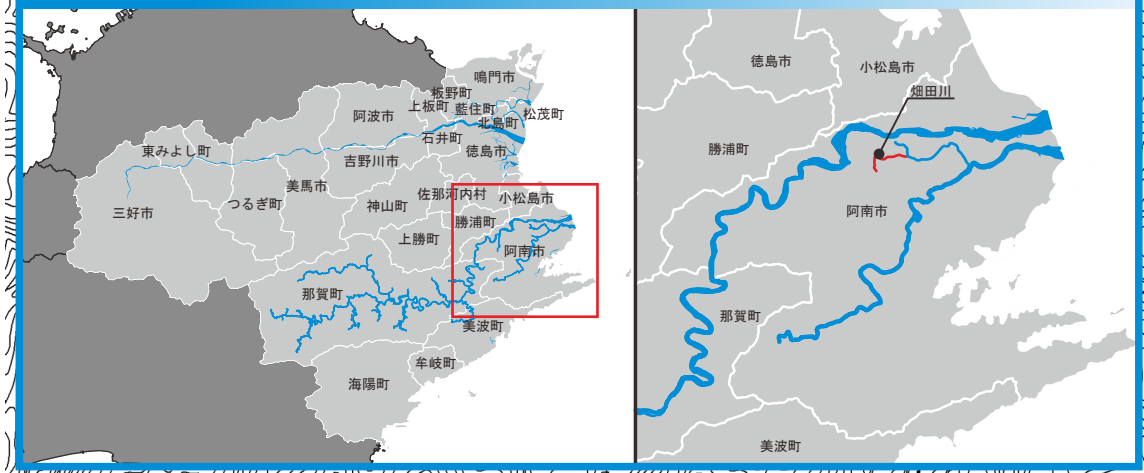 鳴門市
板野町
上板町
藍住町
松茂町
北島町
阿波市
石井町
徳島市
東みよし町
吉野川市
美馬市
佐那河内村
小松島市
つるぎ町
神山町
三好市
勝浦町
上勝町
阿南市
那賀町
美波町
牟岐町
海陽町
徳島市
小松島市
畑田川
勝浦町
阿南市
那賀町
美波町